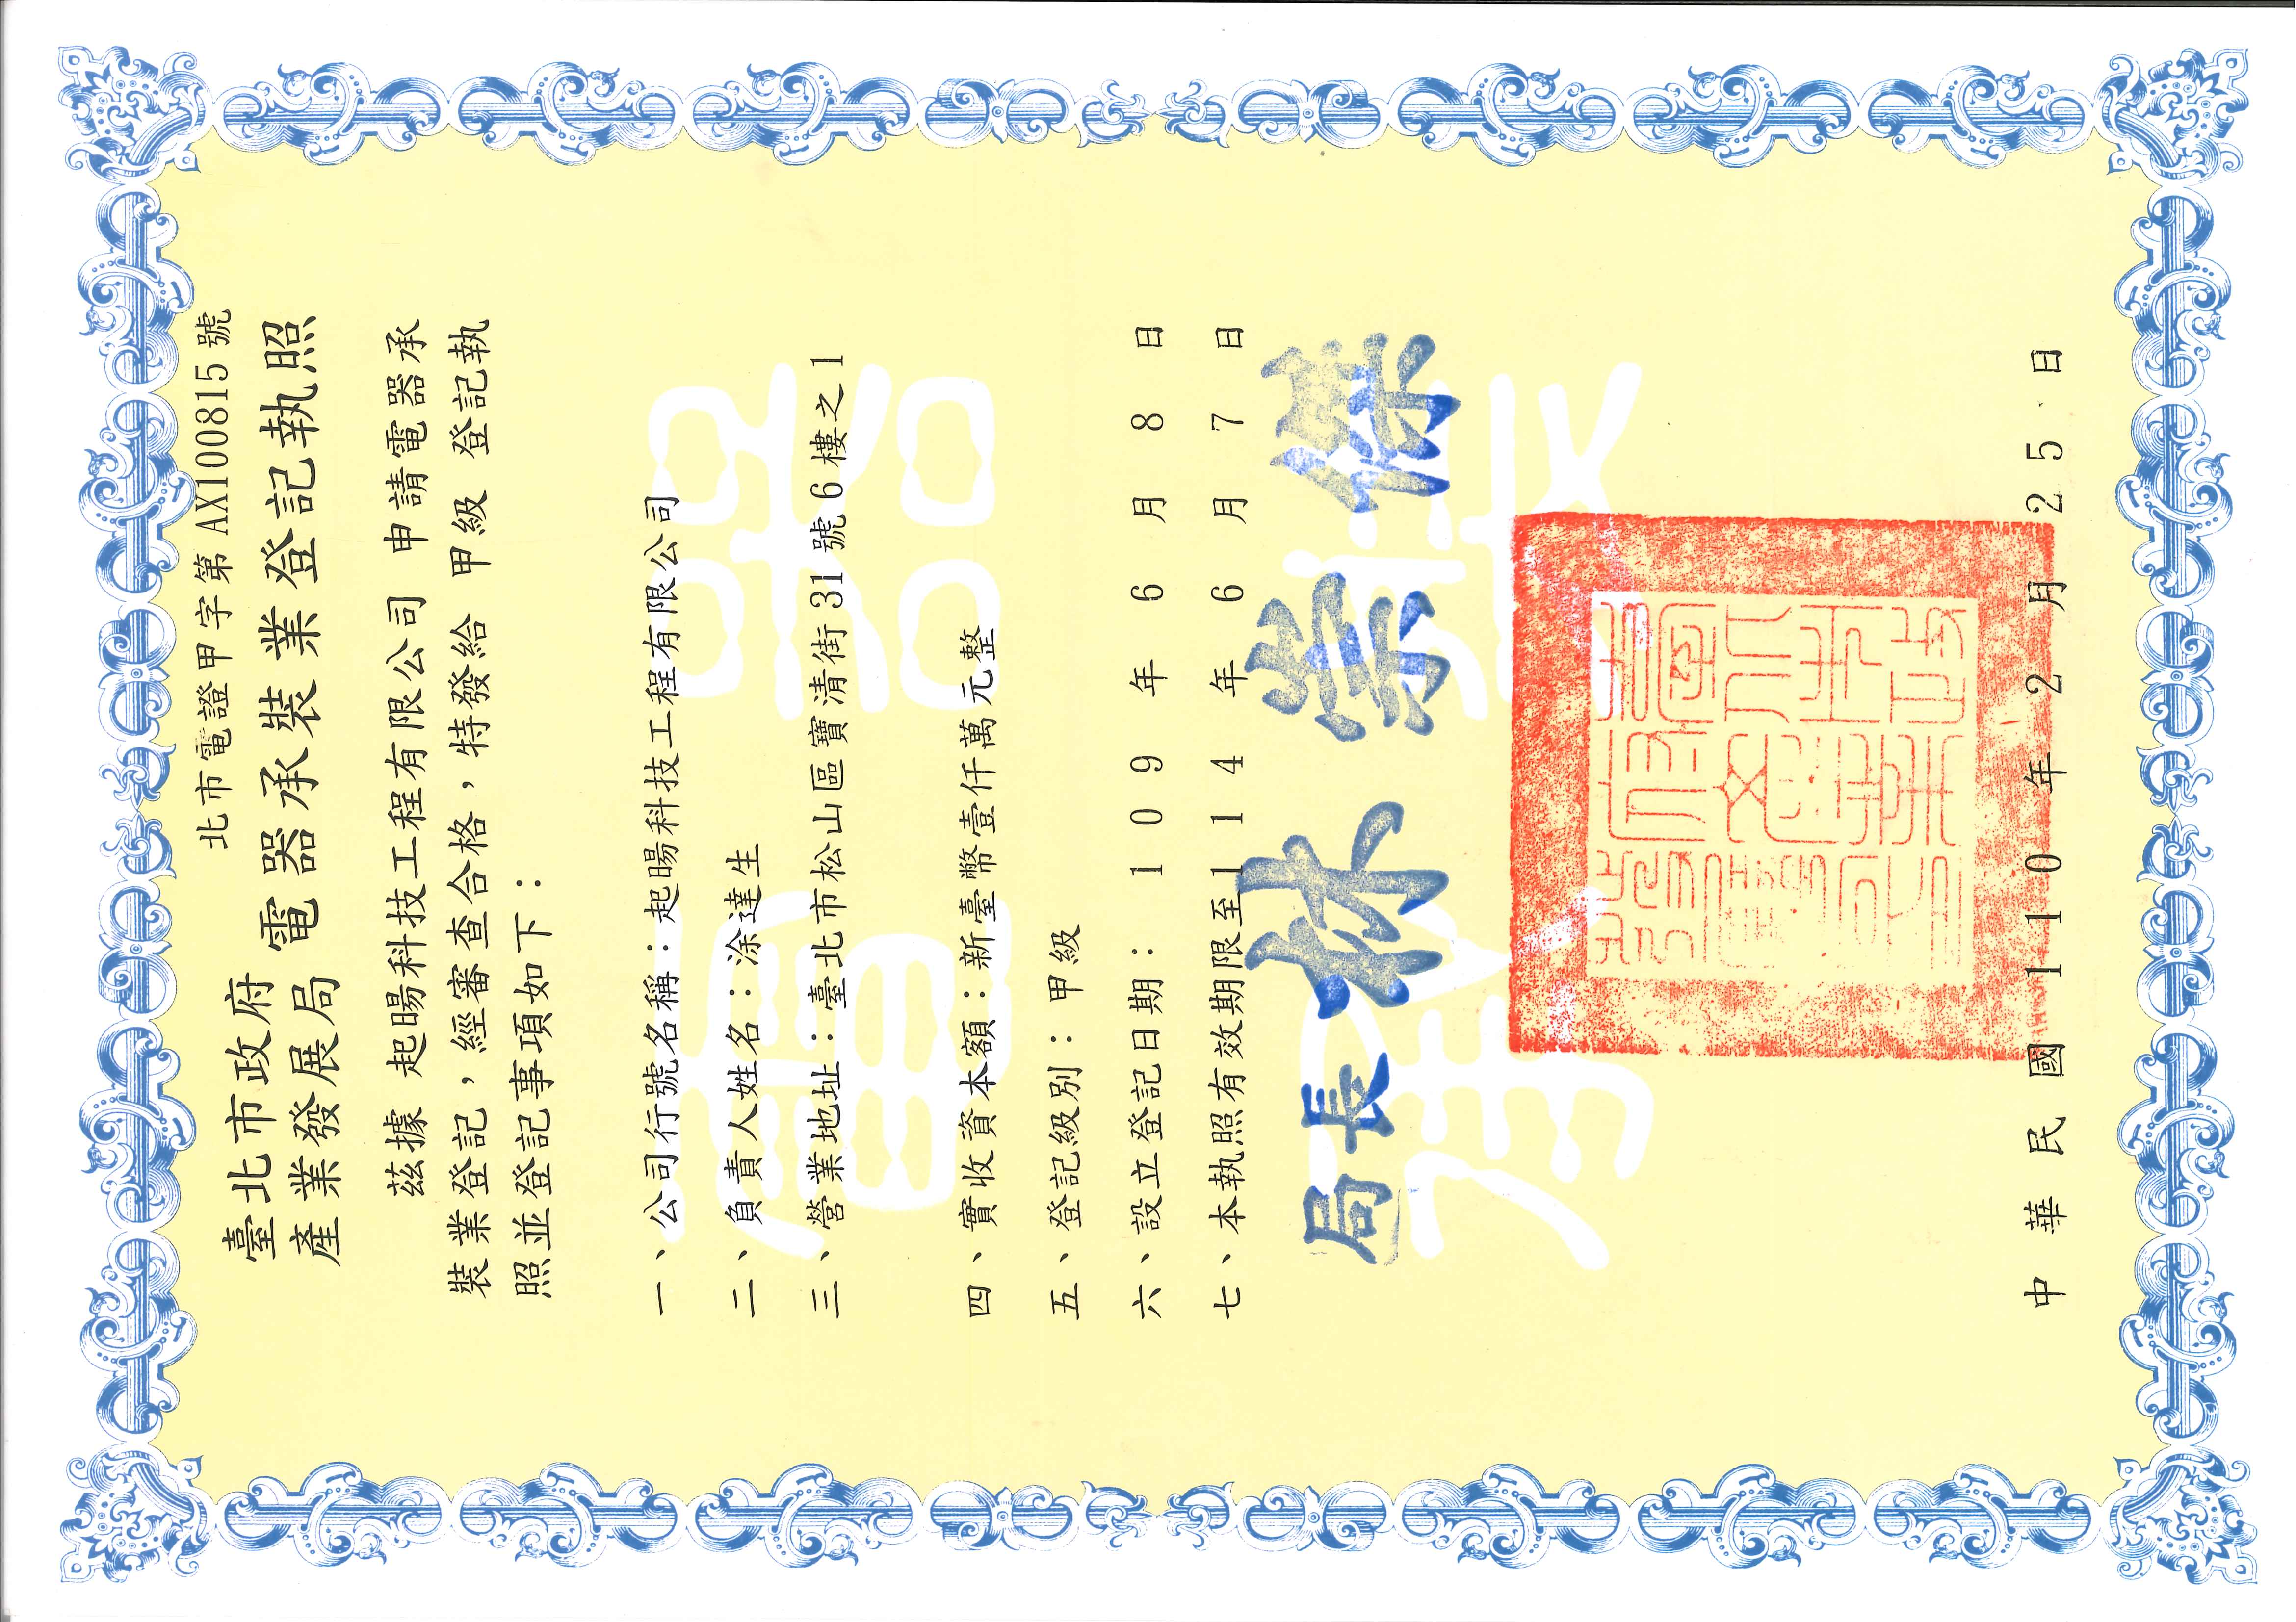 北市電證甲字第 AX100815 號
臺北市政府
產業發展局
電器承裝業登記執照
茲據 起暘科技工程有限公司 申請電器承
裝業登記，經審查合格，特發給 甲級 登記執
照並登記事項如下：
一、公司行號名稱：起暘科技工程有限公司
二、負責人姓名：涂達生
三、營業地址：臺北市松山區寶清街 31 號 6 樓之 1
四、實收資本額：新臺幣壹仟萬元整
五、登記級別： 甲級
六、設立登記日期： 109 年 6 月 8 日
七、本執照有效期限至114 年 6 月 7 日
局長 林崇傑
電器
承裝
臺北市政
府產業
發展局印
中華民國 110 年 2 月 25 日